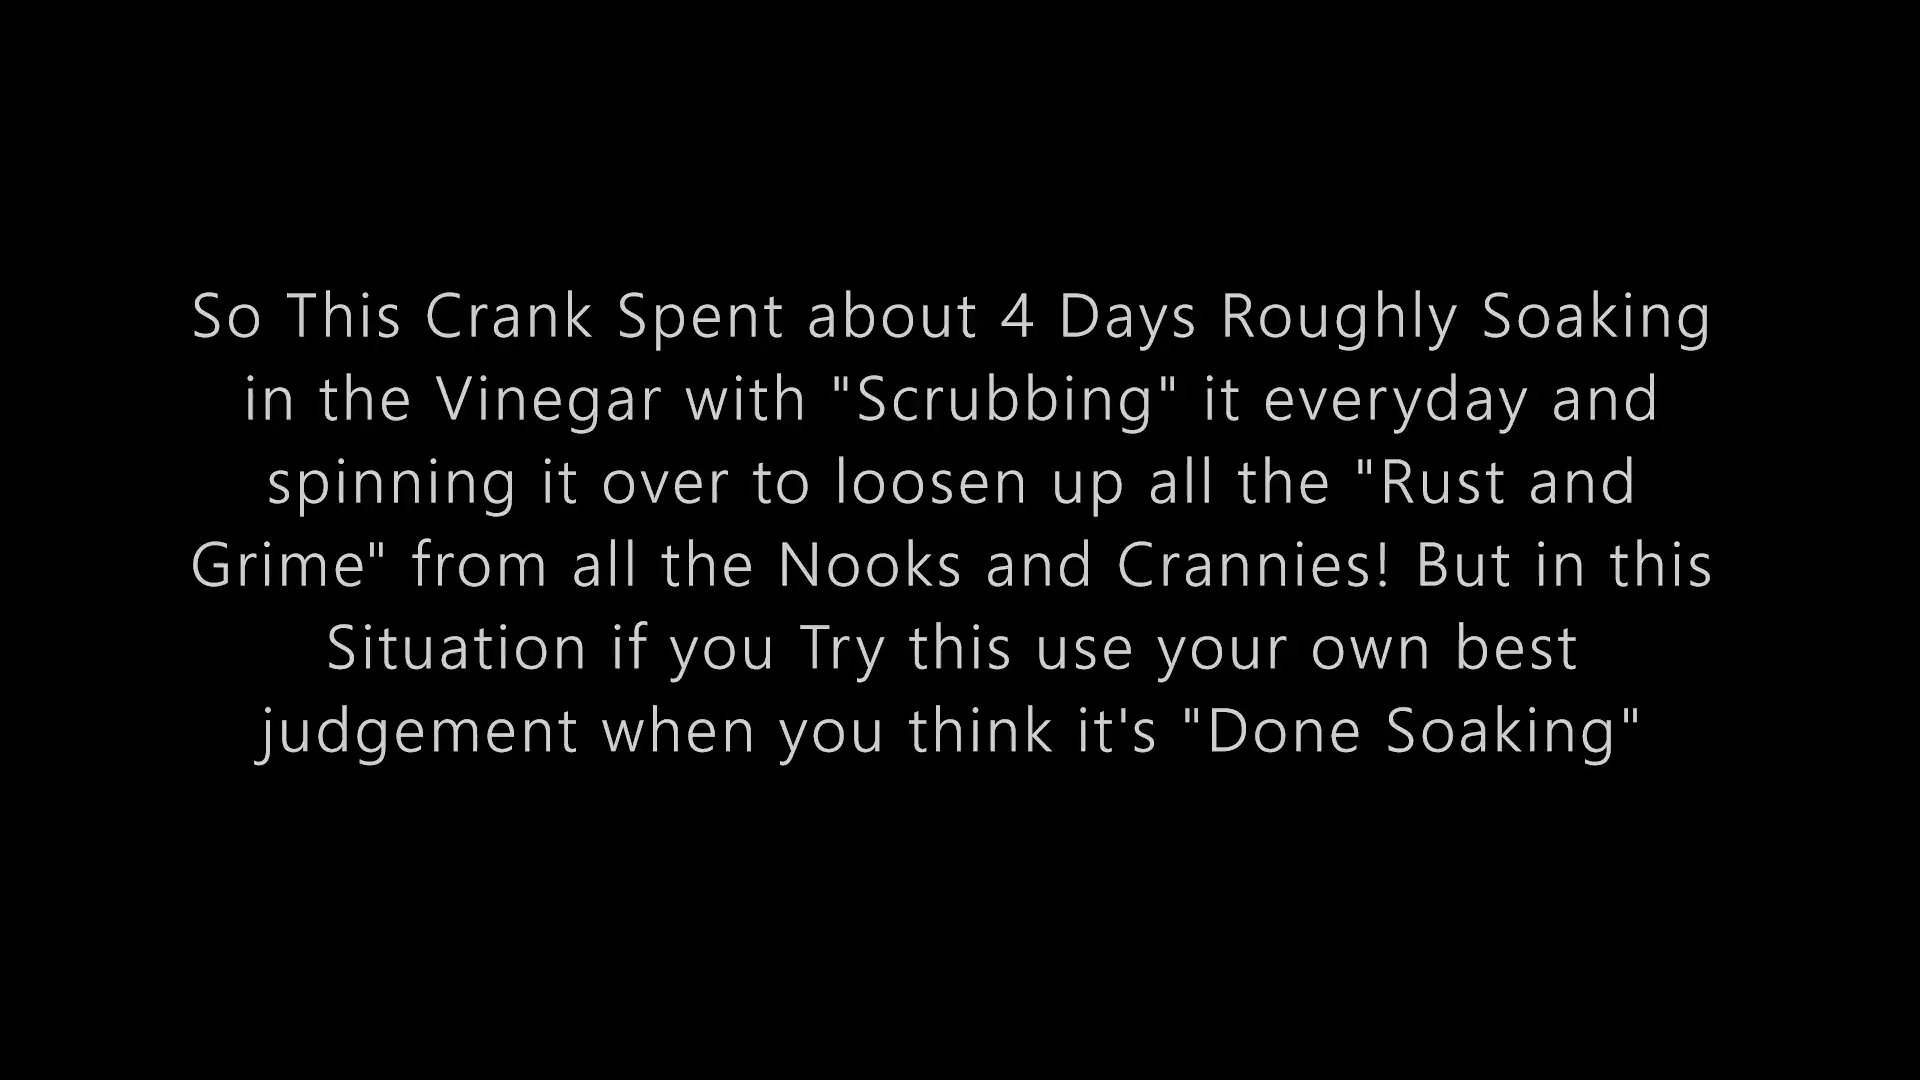 So This Crank Spent about 4 Days Roughly Soaking
in the Vinegar with "Scrubbing" it everyday and
spinning it over to loosen up all the "Rust and
Grime" from all the Nooks and Crannies! But in this
Situation if you Try this use your own best
judgement when you think it's "Done Soaking"